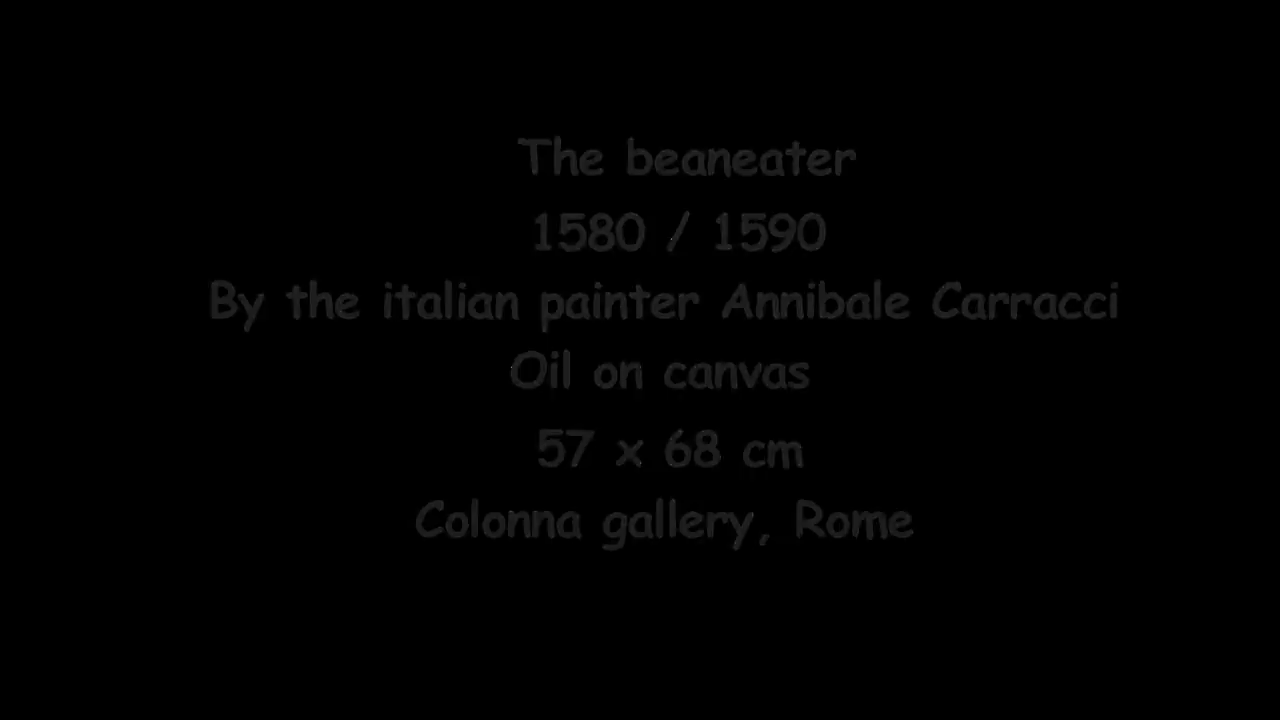 The beaneater
1580 / 1590
By the italian painter Annibale Carracci
Oil on canvas
57 x 68 cm
Colonna gallery, Rome